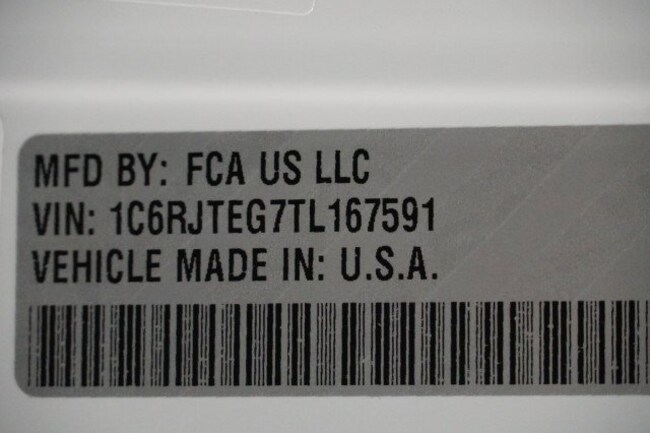 MFD BY: FCA US LLC
VIN: 1C6RJTEG7TL167591
VEHICLE MADE IN: U.S.A.